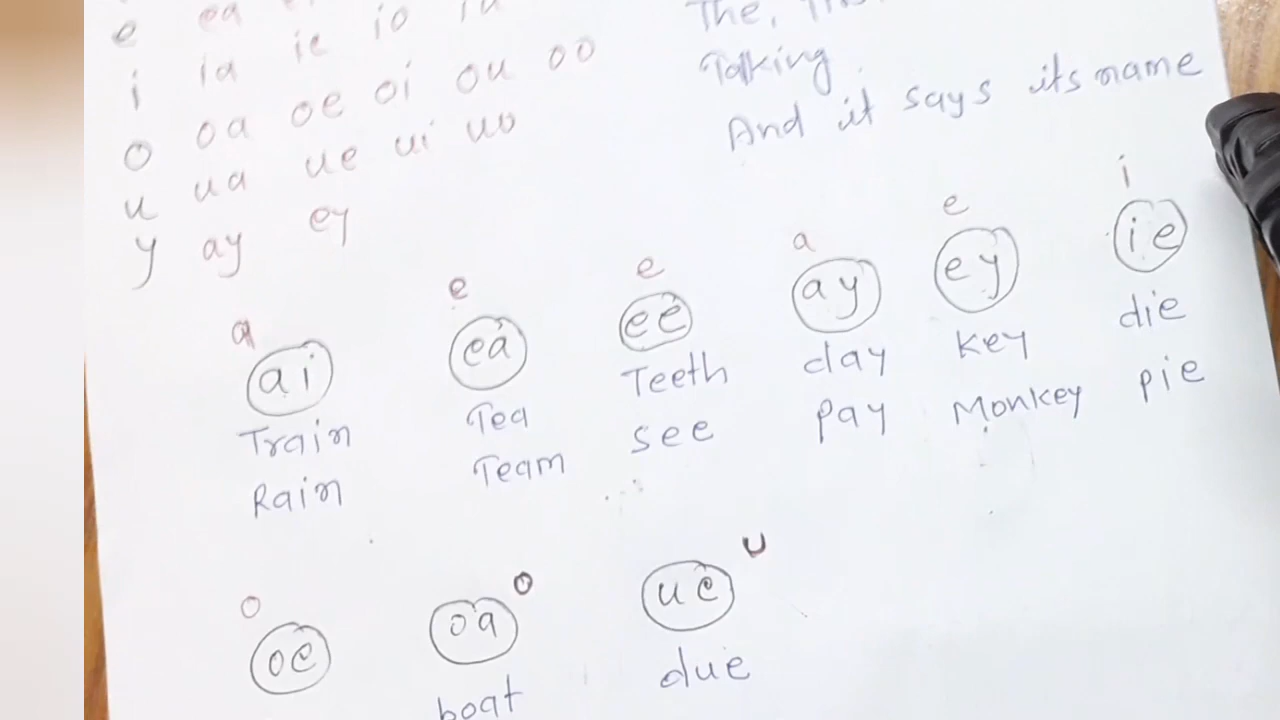 e ea
i ia ie io iu
o oa oe oi ou oo
u ua ue ui uo
y ay ey
The,
Talking
And it says its name
a e e a e i
ai ea ee ay ey ie
Train Tea Teeth day key die
Rain Team see pay Monkey pie
o o u
oe oa ue
boat due